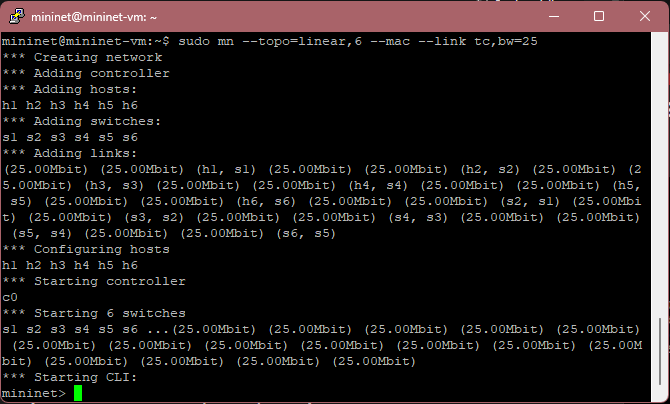 mininet@mininet-vm: ~
mininet@mininet-vm:~$ sudo mn --topo=linear,6 --mac --link tc,bw=25
*** Creating network
*** Adding controller
*** Adding hosts:
h1 h2 h3 h4 h5 h6
*** Adding switches:
s1 s2 s3 s4 s5 s6
*** Adding links:
(25.00Mbit) (25.00Mbit) (h1, s1) (25.00Mbit) (25.00Mbit) (h2, s2) (25.00Mbit) (2
5.00Mbit) (h3, s3) (25.00Mbit) (25.00Mbit) (h4, s4) (25.00Mbit) (25.00Mbit) (h5,
 s5) (25.00Mbit) (25.00Mbit) (h6, s6) (25.00Mbit) (25.00Mbit) (s2, s1) (25.00Mbi
t) (25.00Mbit) (s3, s2) (25.00Mbit) (25.00Mbit) (s4, s3) (25.00Mbit) (25.00Mbit)
 (s5, s4) (25.00Mbit) (25.00Mbit) (s6, s5)
*** Configuring hosts
h1 h2 h3 h4 h5 h6
*** Starting controller
c0
*** Starting 6 switches
s1 s2 s3 s4 s5 s6 ...(25.00Mbit) (25.00Mbit) (25.00Mbit) (25.00Mbit) (25.00Mbit)
 (25.00Mbit) (25.00Mbit) (25.00Mbit) (25.00Mbit) (25.00Mbit) (25.00Mbit) (25.00M
bit) (25.00Mbit) (25.00Mbit) (25.00Mbit) (25.00Mbit)
*** Starting CLI:
mininet>